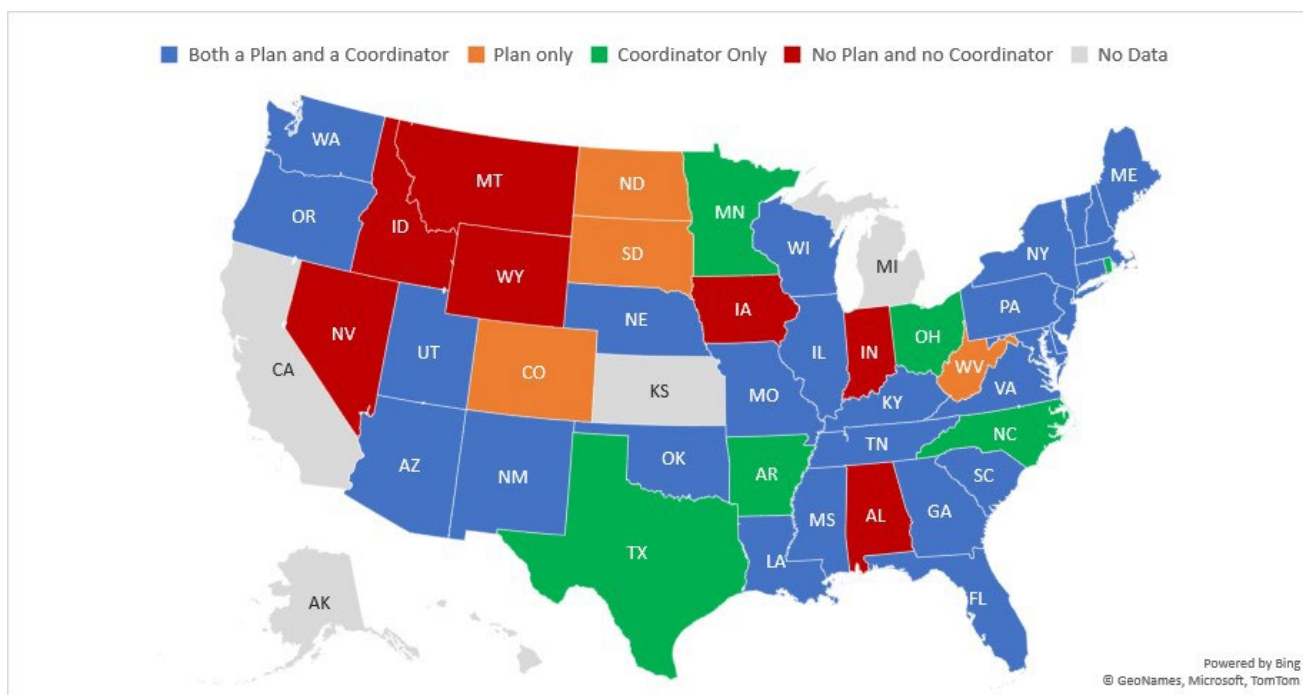 Both a Plan and a Coordinator Plan only Coordinator Only No Plan and no Coordinator No Data
WA
ME
MT
ND
MN
OR
ID
WI
NY
SD
MI
WY
PA
IA
NE
OH
NV
IL
IN
UT
WV
CO
VA
CA
KS
MO
KY
NC
TN
OK
AZ
NM
AR
SC
MS
AL
GA
TX
LA
FL
AK
Powered by Bing
© GeoNames, Microsoft, TomTom